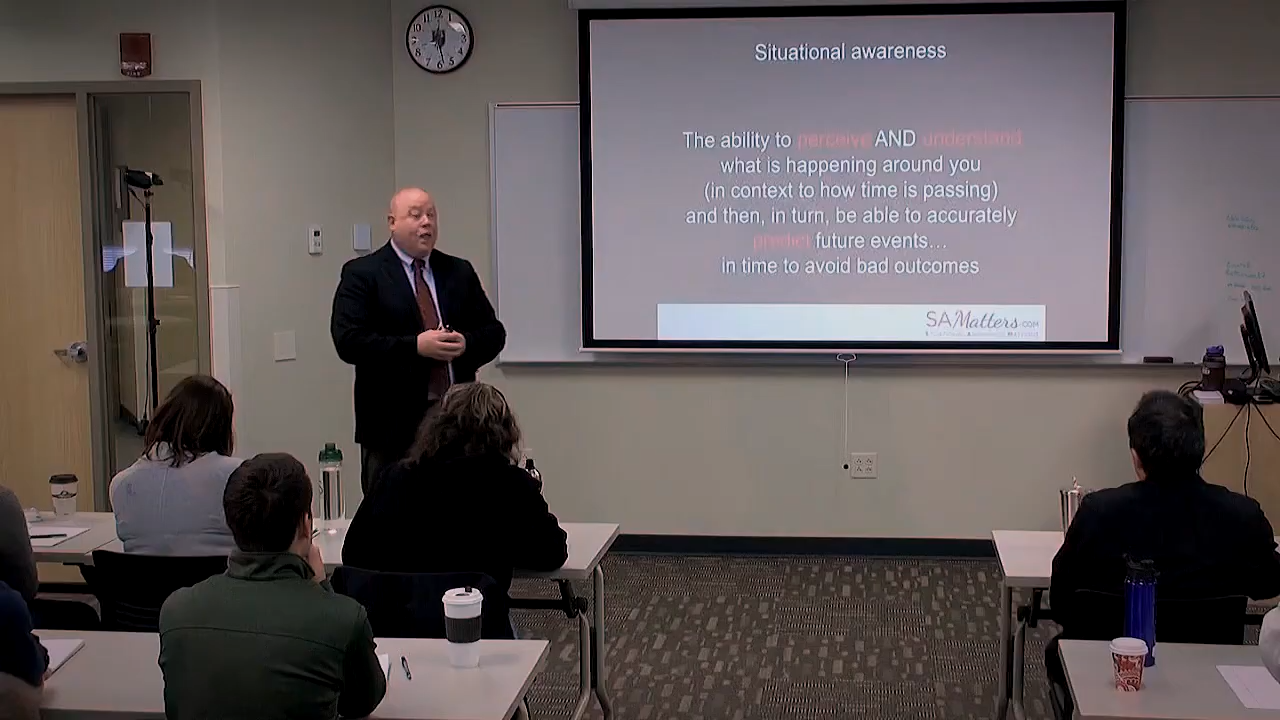 Situational awareness
The ability to perceive AND understand
what is happening around you
(in context to how time is passing)
and then, in turn, be able to accurately
predict future events...
in time to avoid bad outcomes
SAMatters.COM
12